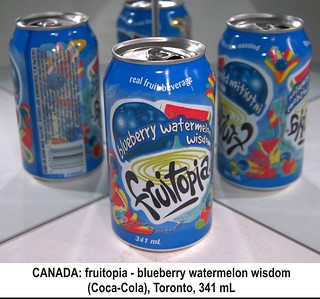 real fruit beverage
blueberry watermelon
wisdom
fruitopia
341 mL
CANADA: fruitopia - blueberry watermelon wisdom
(Coca-Cola), Toronto, 341 mL